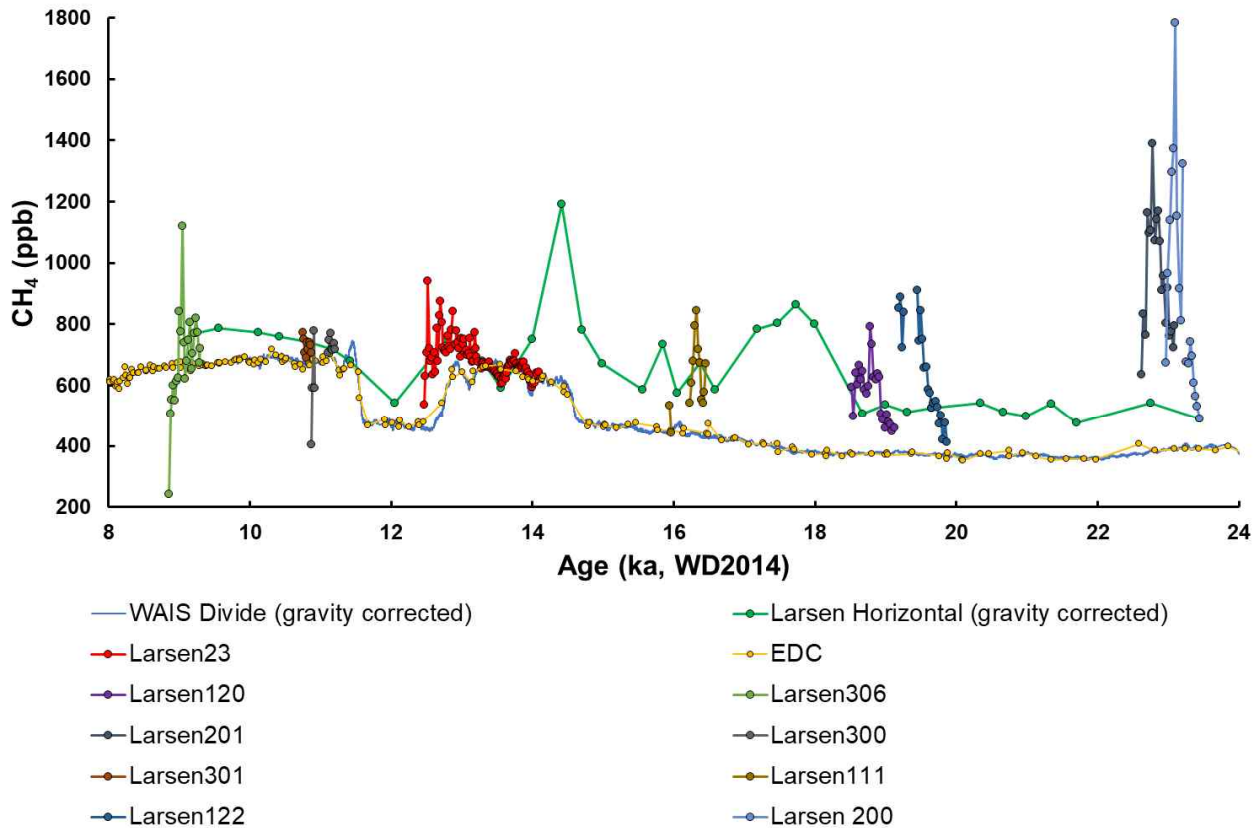 1800
1600
1400
1200
1000
800
600
400
200
CH₄ (ppb)
8 10 12 14 16 18 20 22 24
Age (ka, WD2014)
WAIS Divide (gravity corrected) Larsen Horizontal (gravity corrected)
Larsen23 EDC
Larsen120 Larsen306
Larsen201 Larsen300
Larsen301 Larsen111
Larsen122 Larsen 200